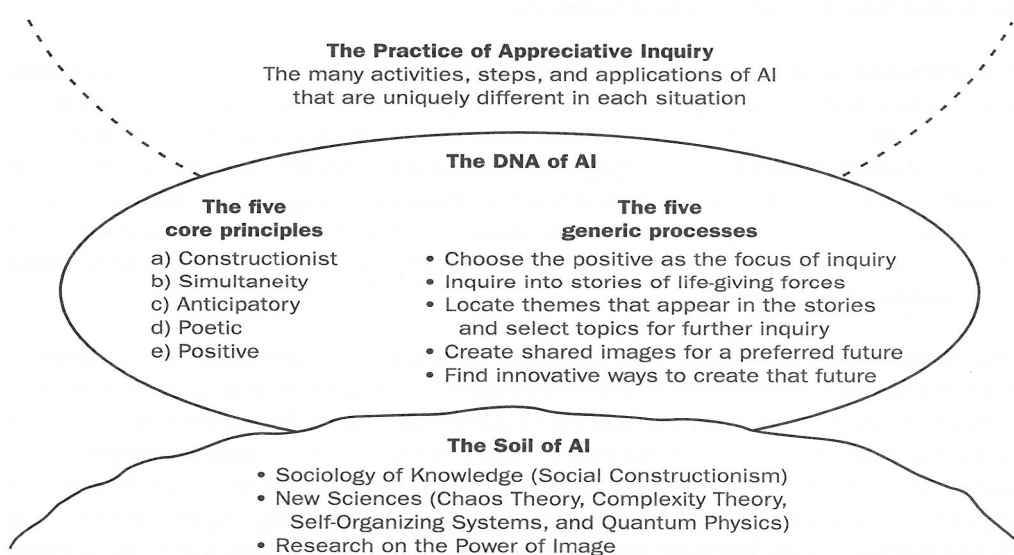 The Practice of Appreciative Inquiry
The many activities, steps, and applications of AI
that are uniquely different in each situation
The DNA of AI
The five
core principles
a) Constructionist
b) Simultaneity
c) Anticipatory
d) Poetic
e) Positive
The five
generic processes
• Choose the positive as the focus of inquiry
• Inquire into stories of life-giving forces
• Locate themes that appear in the stories
and select topics for further inquiry
• Create shared images for a preferred future
• Find innovative ways to create that future
The Soil of AI
• Sociology of Knowledge (Social Constructionism)
• New Sciences (Chaos Theory, Complexity Theory,
Self-Organizing Systems, and Quantum Physics)
• Research on the Power of Image